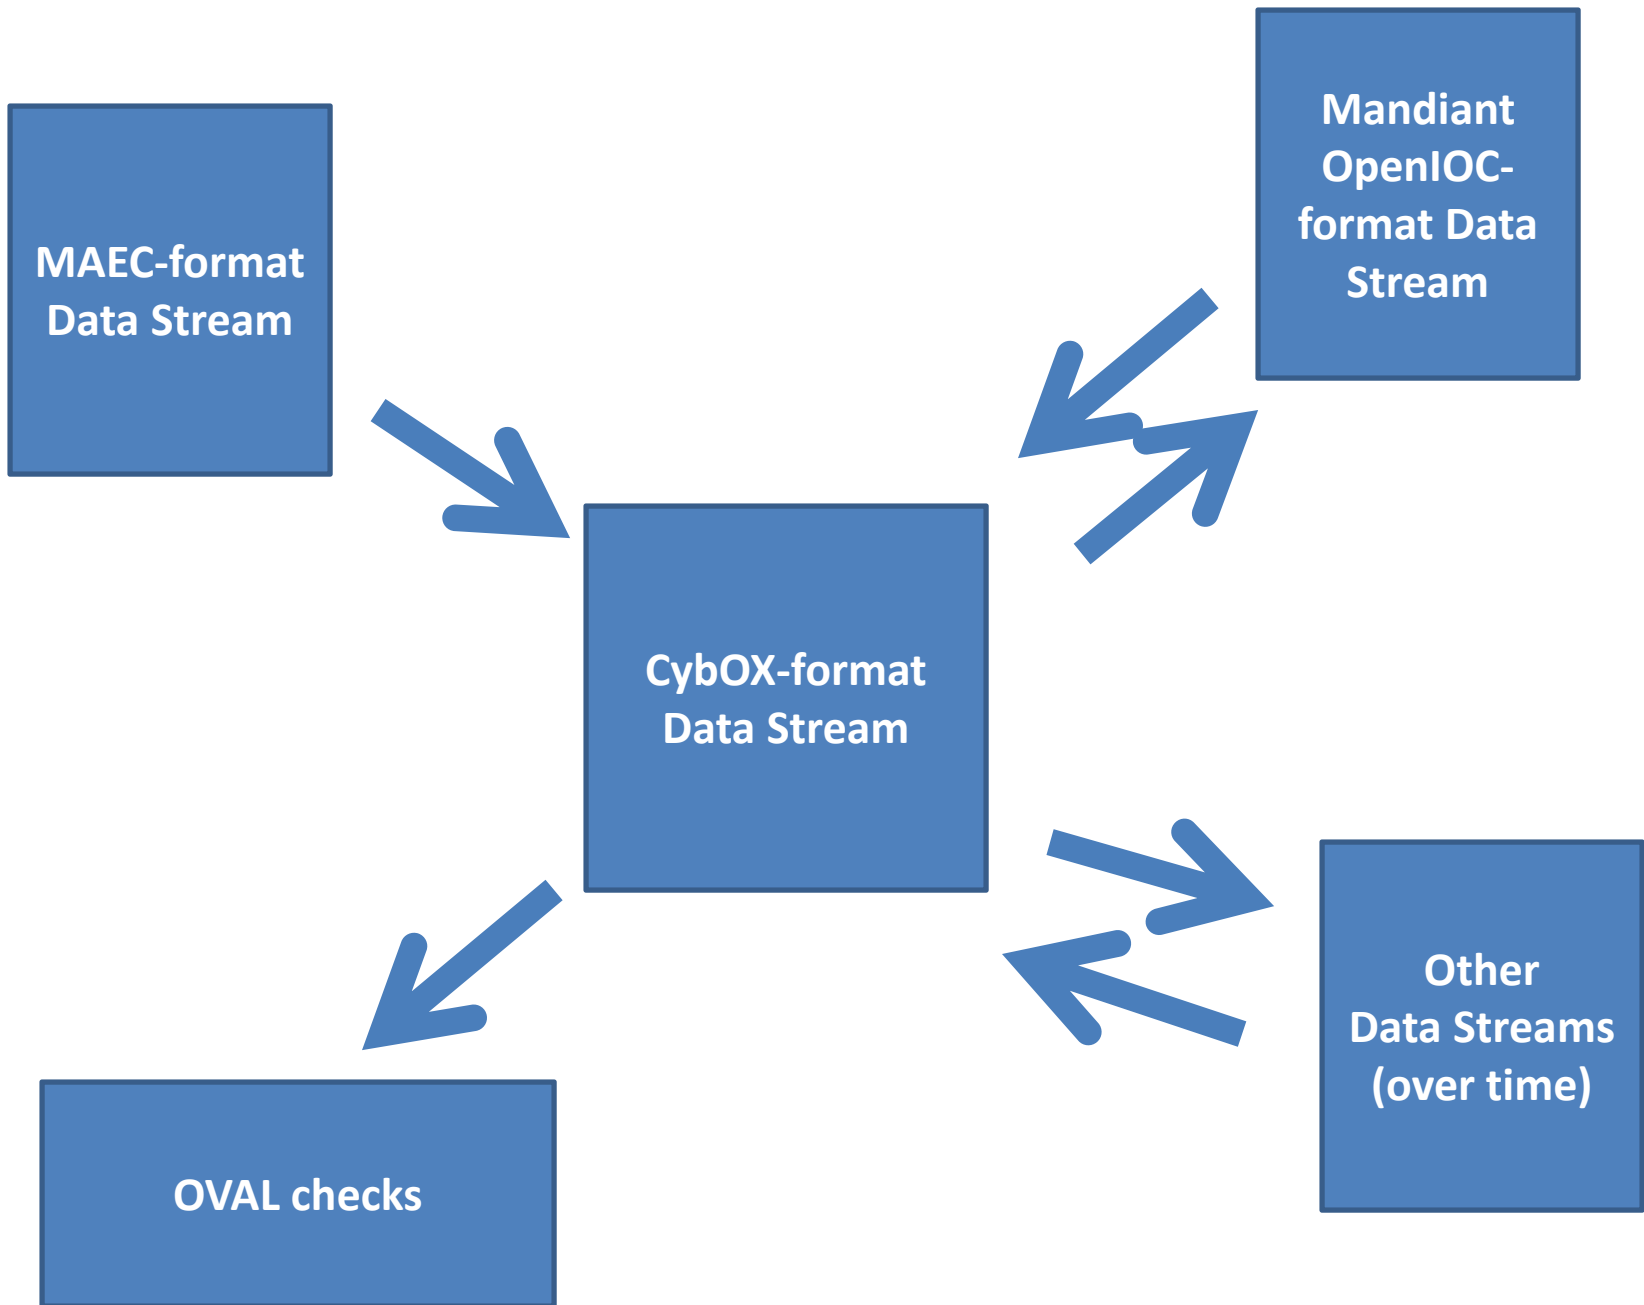 MAEC-format
Data Stream
Mandiant
OpenIOC-
format Data
Stream
CybOX-format
Data Stream
Other
Data Streams
(over time)
OVAL checks